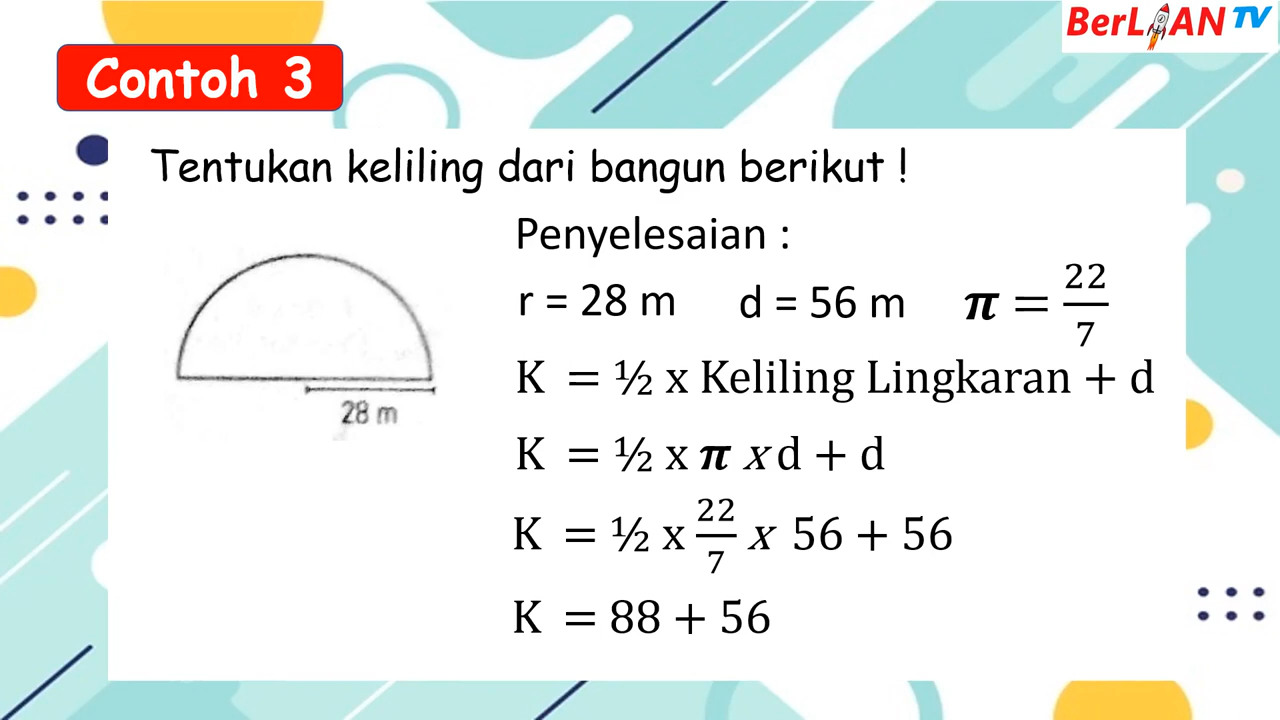 BerLIAN TV
Contoh 3
Tentukan keliling dari bangun berikut !
28 m
Penyelesaian :
r = 28 m d = 56 m π = 22/7
K = ½ x Keliling Lingkaran + d
K = ½ x π x d + d
K = ½ x 22/7 x 56 + 56
K = 88 + 56